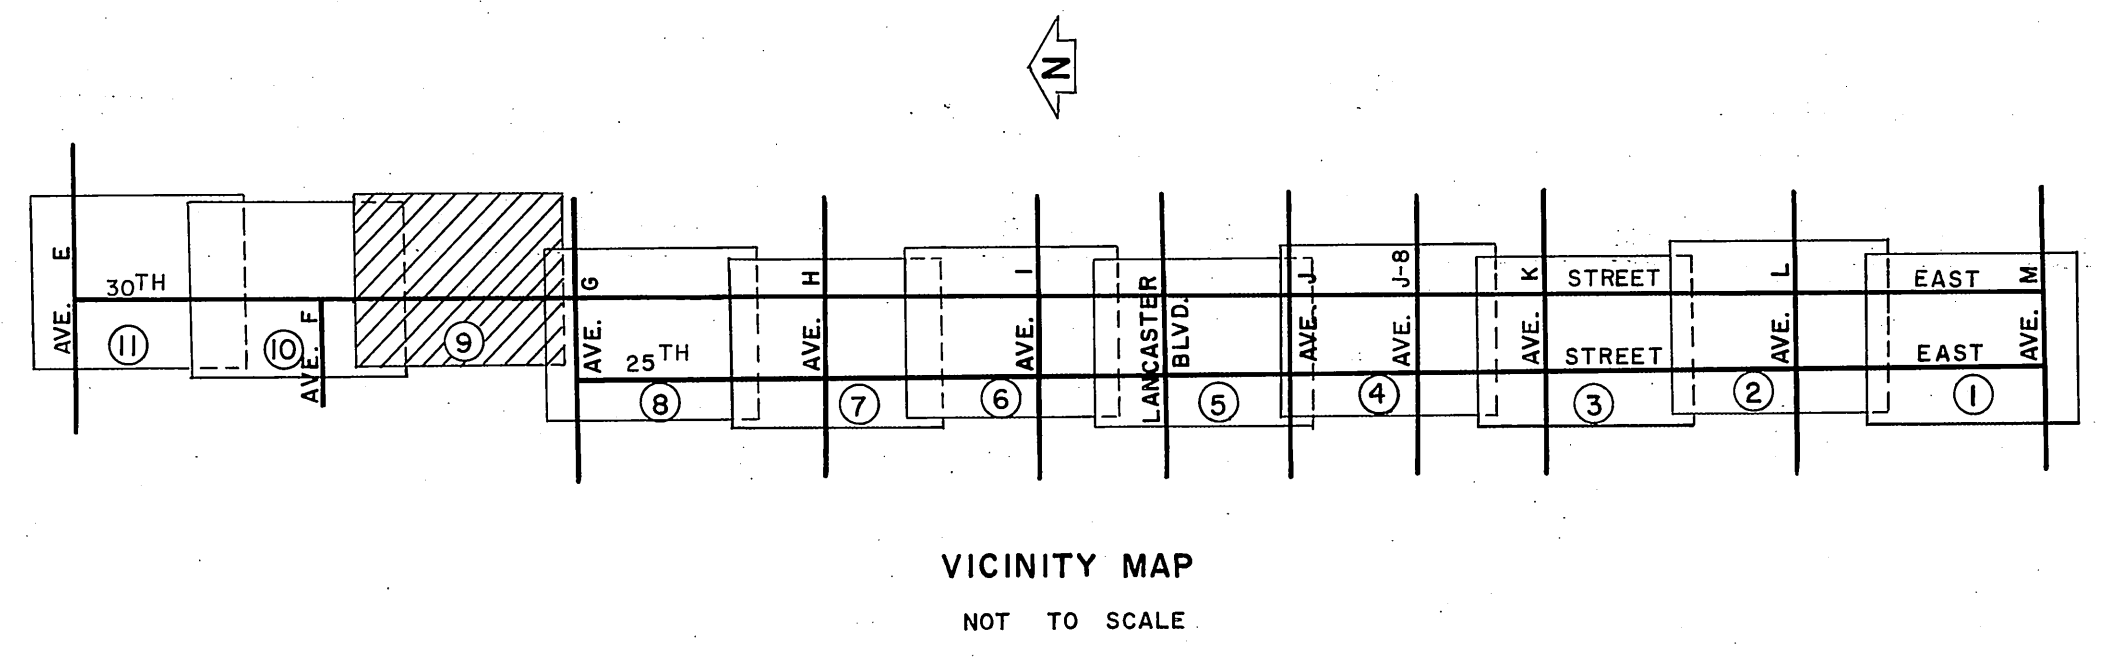 N
AVE. E
30TH
AVE. F
AVE. G
AVE. H
AVE. I
LANCASTER
BLVD.
AVE. J
AVE. J-8
AVE. K
STREET
AVE. L
EAST
AVE. M
25TH
STREET
EAST
11
10
9
8
7
6
5
4
3
2
1
VICINITY MAP
NOT TO SCALE